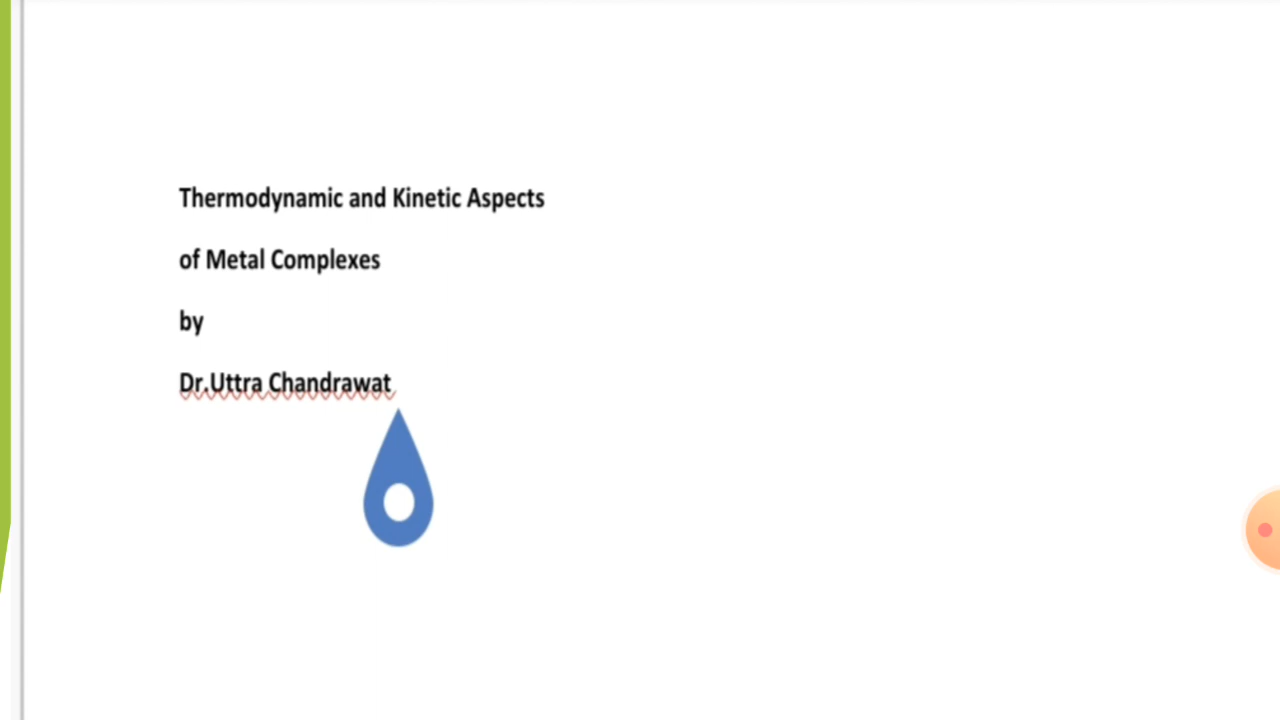 Thermodynamic and Kinetic Aspects
of Metal Complexes
by
Dr.Uttra Chandrawat